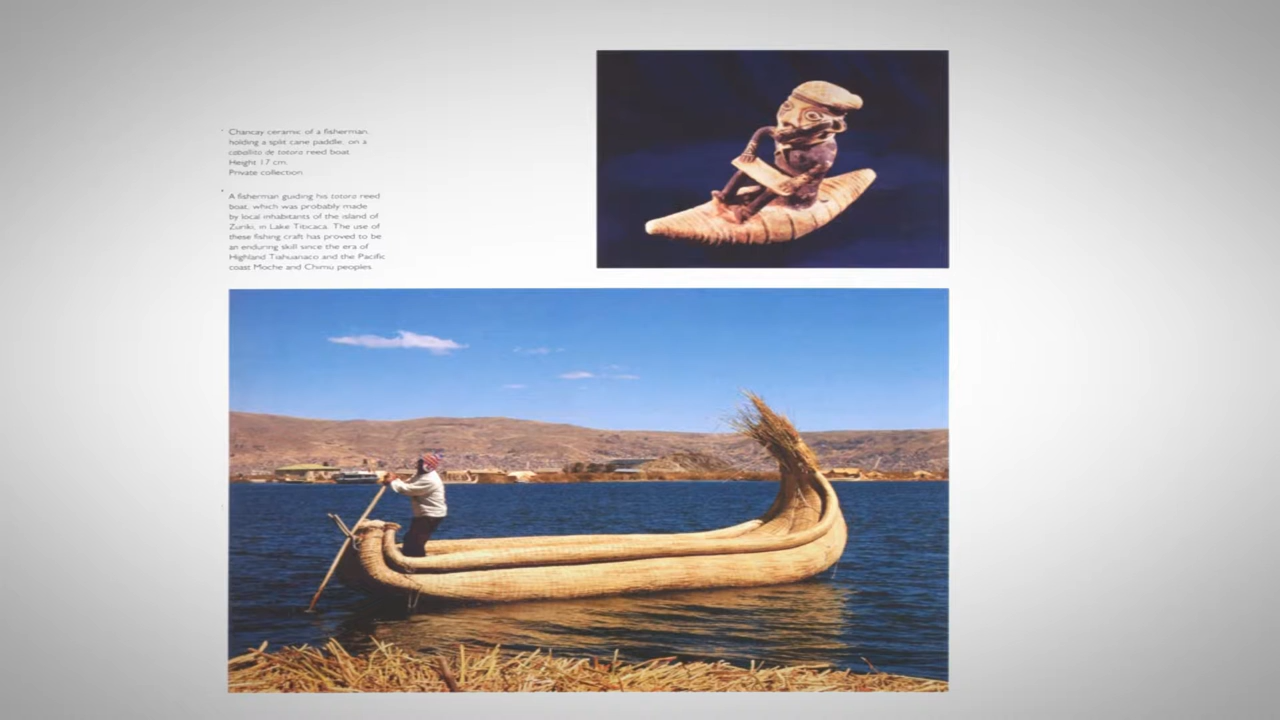 Chancay ceramic of a fisherman,
holding a split cane paddle, on a
caballito de totora reed boat.
Height 17 cm.
Private collection.
A fisherman guiding his totora reed
boat, which was probably made
by local inhabitants of the island of
Zuriki, in Lake Titicaca. The use of
these fishing craft has proved to be
an enduring skill since the era of
Highland Tiahuanaco and the Pacific
coast Moche and Chimu peoples.